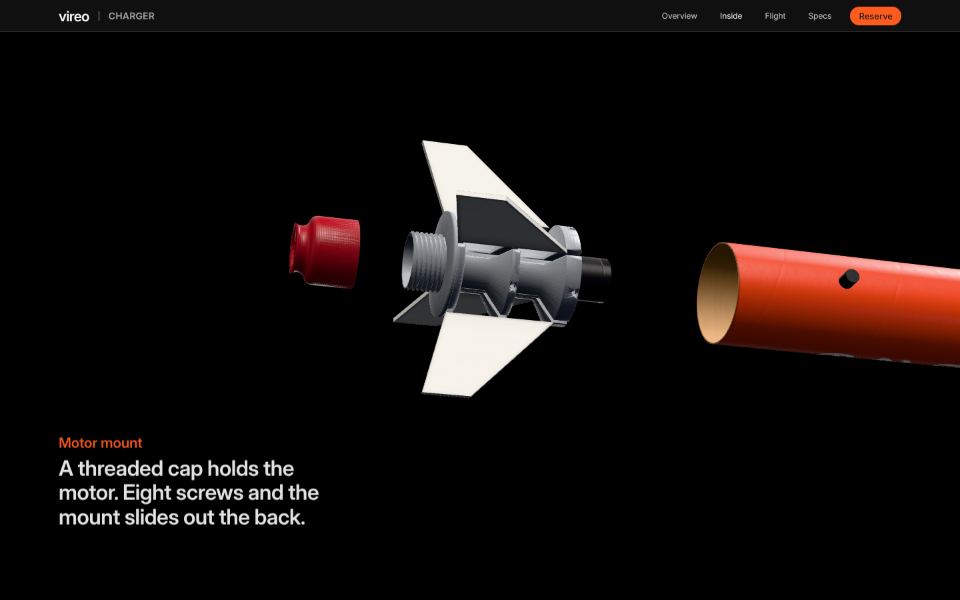 vireo | CHARGER
Overview
Inside
Flight
Specs
Reserve
Motor mount
A threaded cap holds the
motor. Eight screws and the
mount slides out the back.